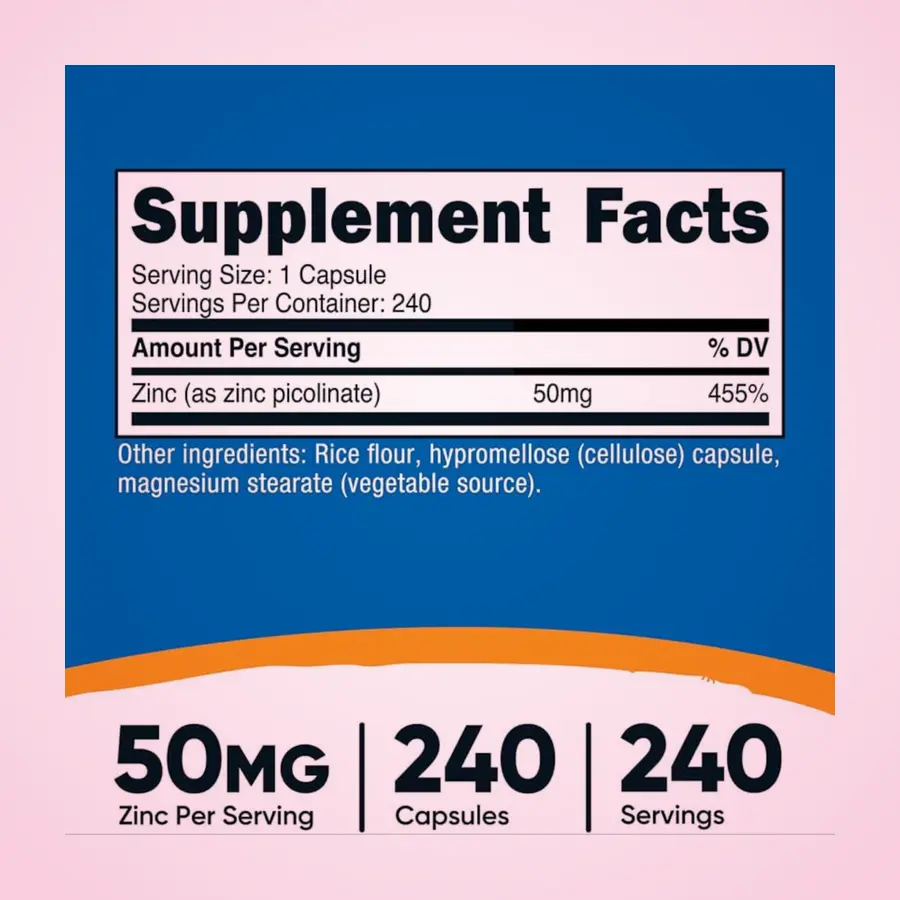 Supplement Facts
Serving Size: 1 Capsule
Servings Per Container: 240
Amount Per Serving % DV
Zinc (as zinc picolinate) 50mg 455%
Other ingredients: Rice flour, hypromellose (cellulose) capsule,
magnesium stearate (vegetable source).
50MG 240 240
Zinc Per Serving Capsules Servings